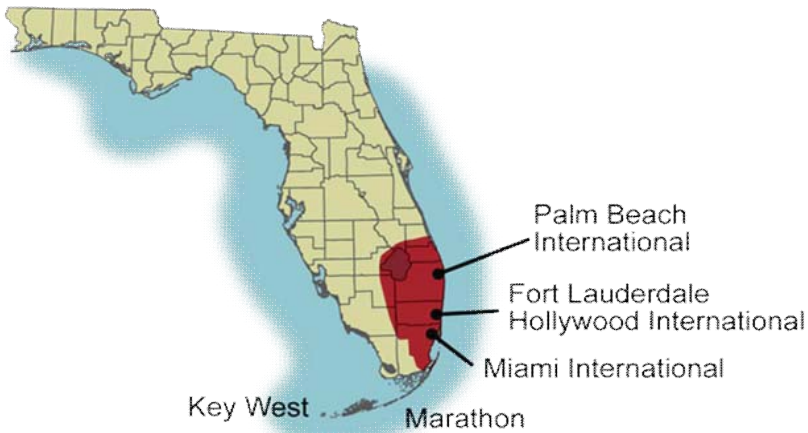 Palm Beach
International
Fort Lauderdale
Hollywood International
Miami International
Key West
Marathon